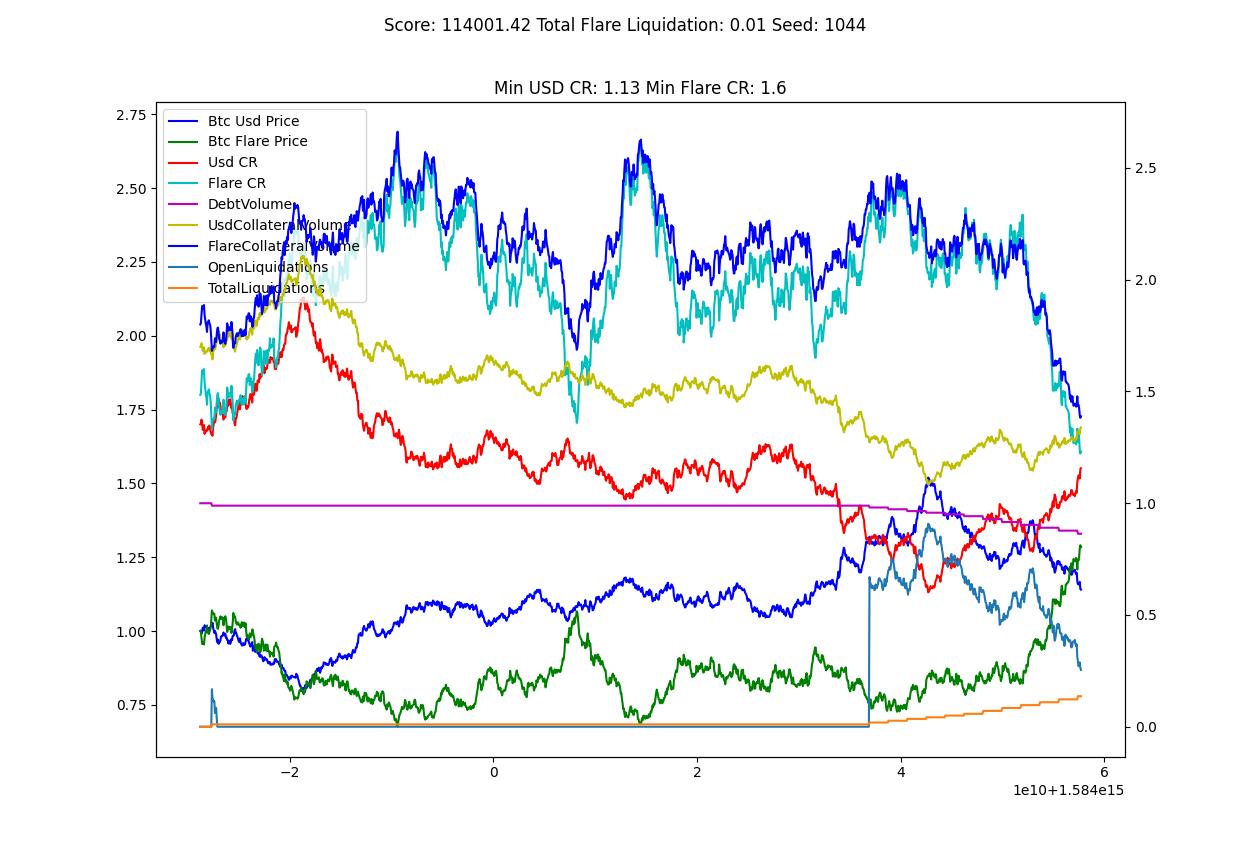 Score: 114001.42 Total Flare Liquidation: 0.01 Seed: 1044
Min USD CR: 1.13 Min Flare CR: 1.6
Btc Usd Price
Btc Flare Price
Usd CR
Flare CR
DebtVolume
UsdCollateralVolume
FlareCollateralVolume
OpenLiquidations
TotalLiquidations
2.75
2.50
2.25
2.00
1.75
1.50
1.25
1.00
0.75
2.5
2.0
1.5
1.0
0.5
0.0
−2
0
2
4
6
1e10+1.584e15